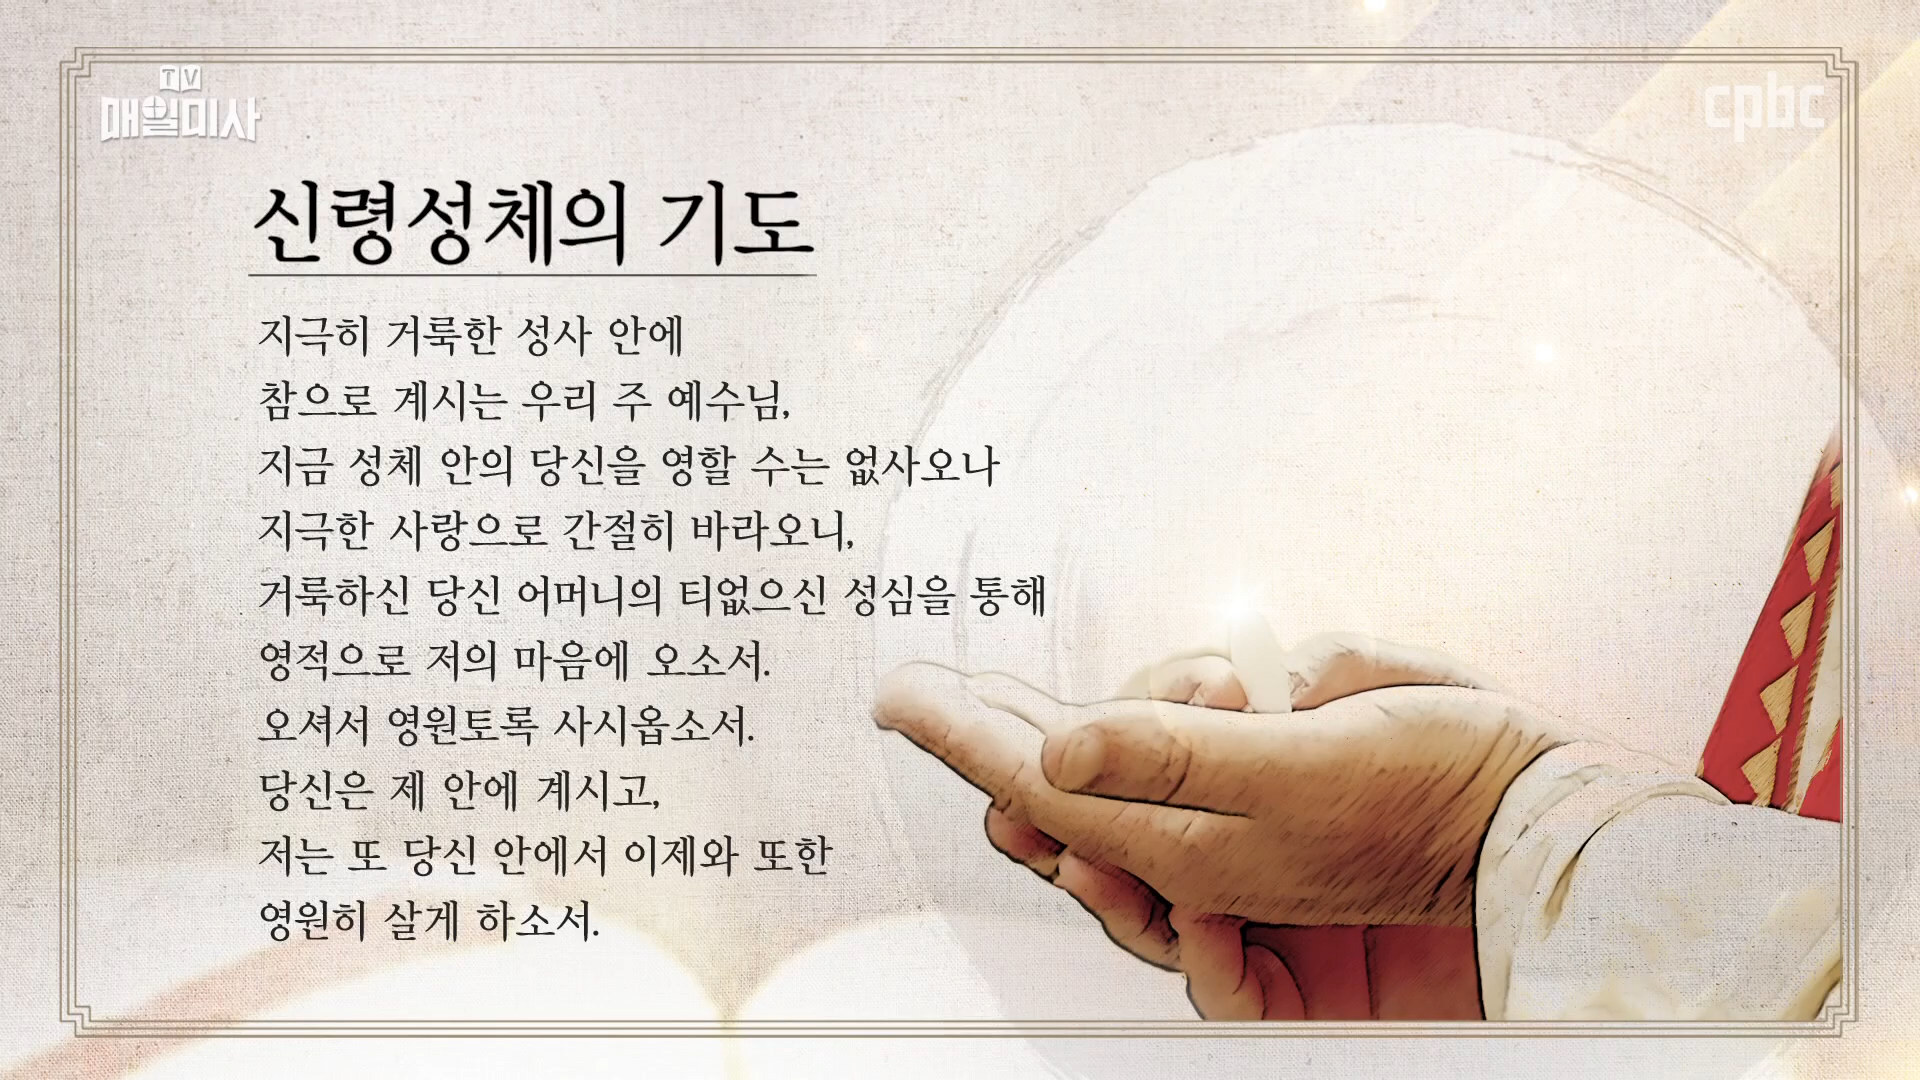 TV
매일미사
cpbc
신령성체의 기도
지극히 거룩한 성사 안에
참으로 계시는 우리 주 예수님,
지금 성체 안의 당신을 영할 수는 없사오나
지극한 사랑으로 간절히 바라오니,
거룩하신 당신 어머니의 티없으신 성심을 통해
영적으로 저의 마음에 오소서.
오셔서 영원토록 사시옵소서.
당신은 제 안에 계시고,
저는 또 당신 안에서 이제와 또한
영원히 살게 하소서.